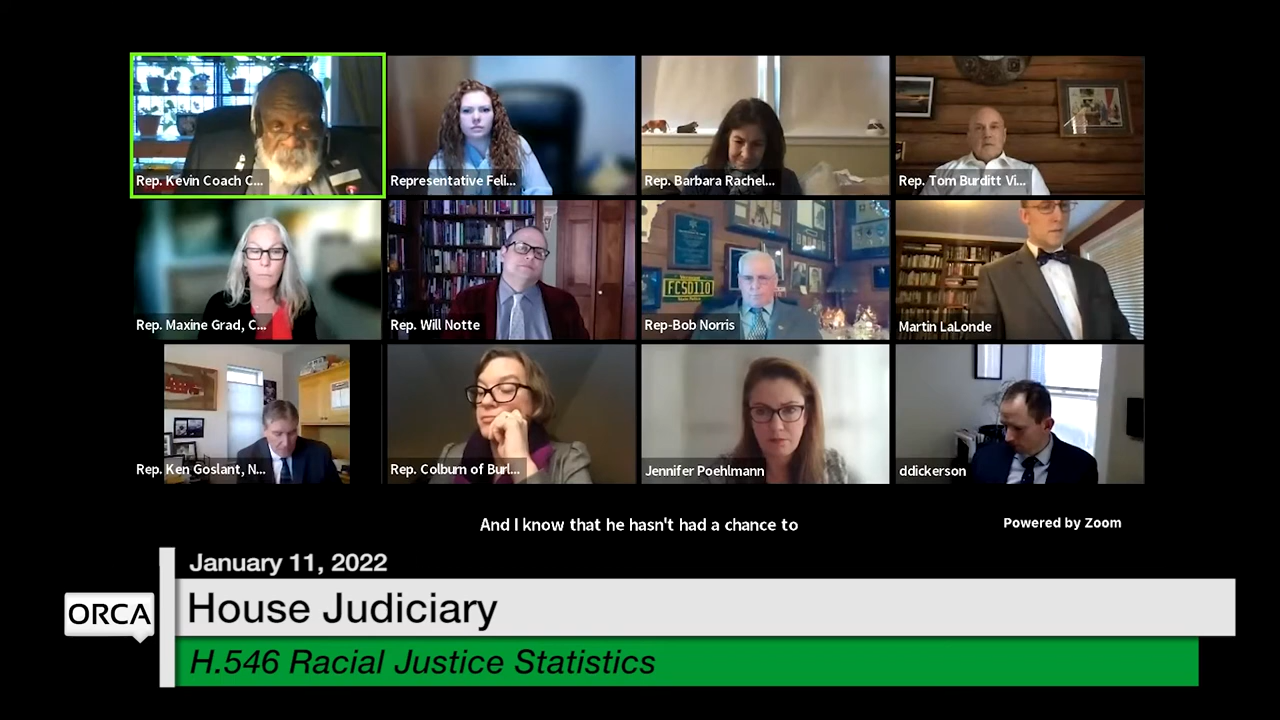 Rep. Kevin Coach C...
Representative Feli...
Rep. Barbara Rachel...
Rep. Tom Burditt Vi...
Rep. Maxine Grad, C...
Rep. Will Notte
FCSD110
Rep-Bob Norris
Martin LaLonde
Rep. Ken Goslant, N...
Rep. Colburn of Burl...
Jennifer Poehlmann
ddickerson
And I know that he hasn't had a chance to
Powered by Zoom
January 11, 2022
ORCA
House Judiciary
H.546 Racial Justice Statistics